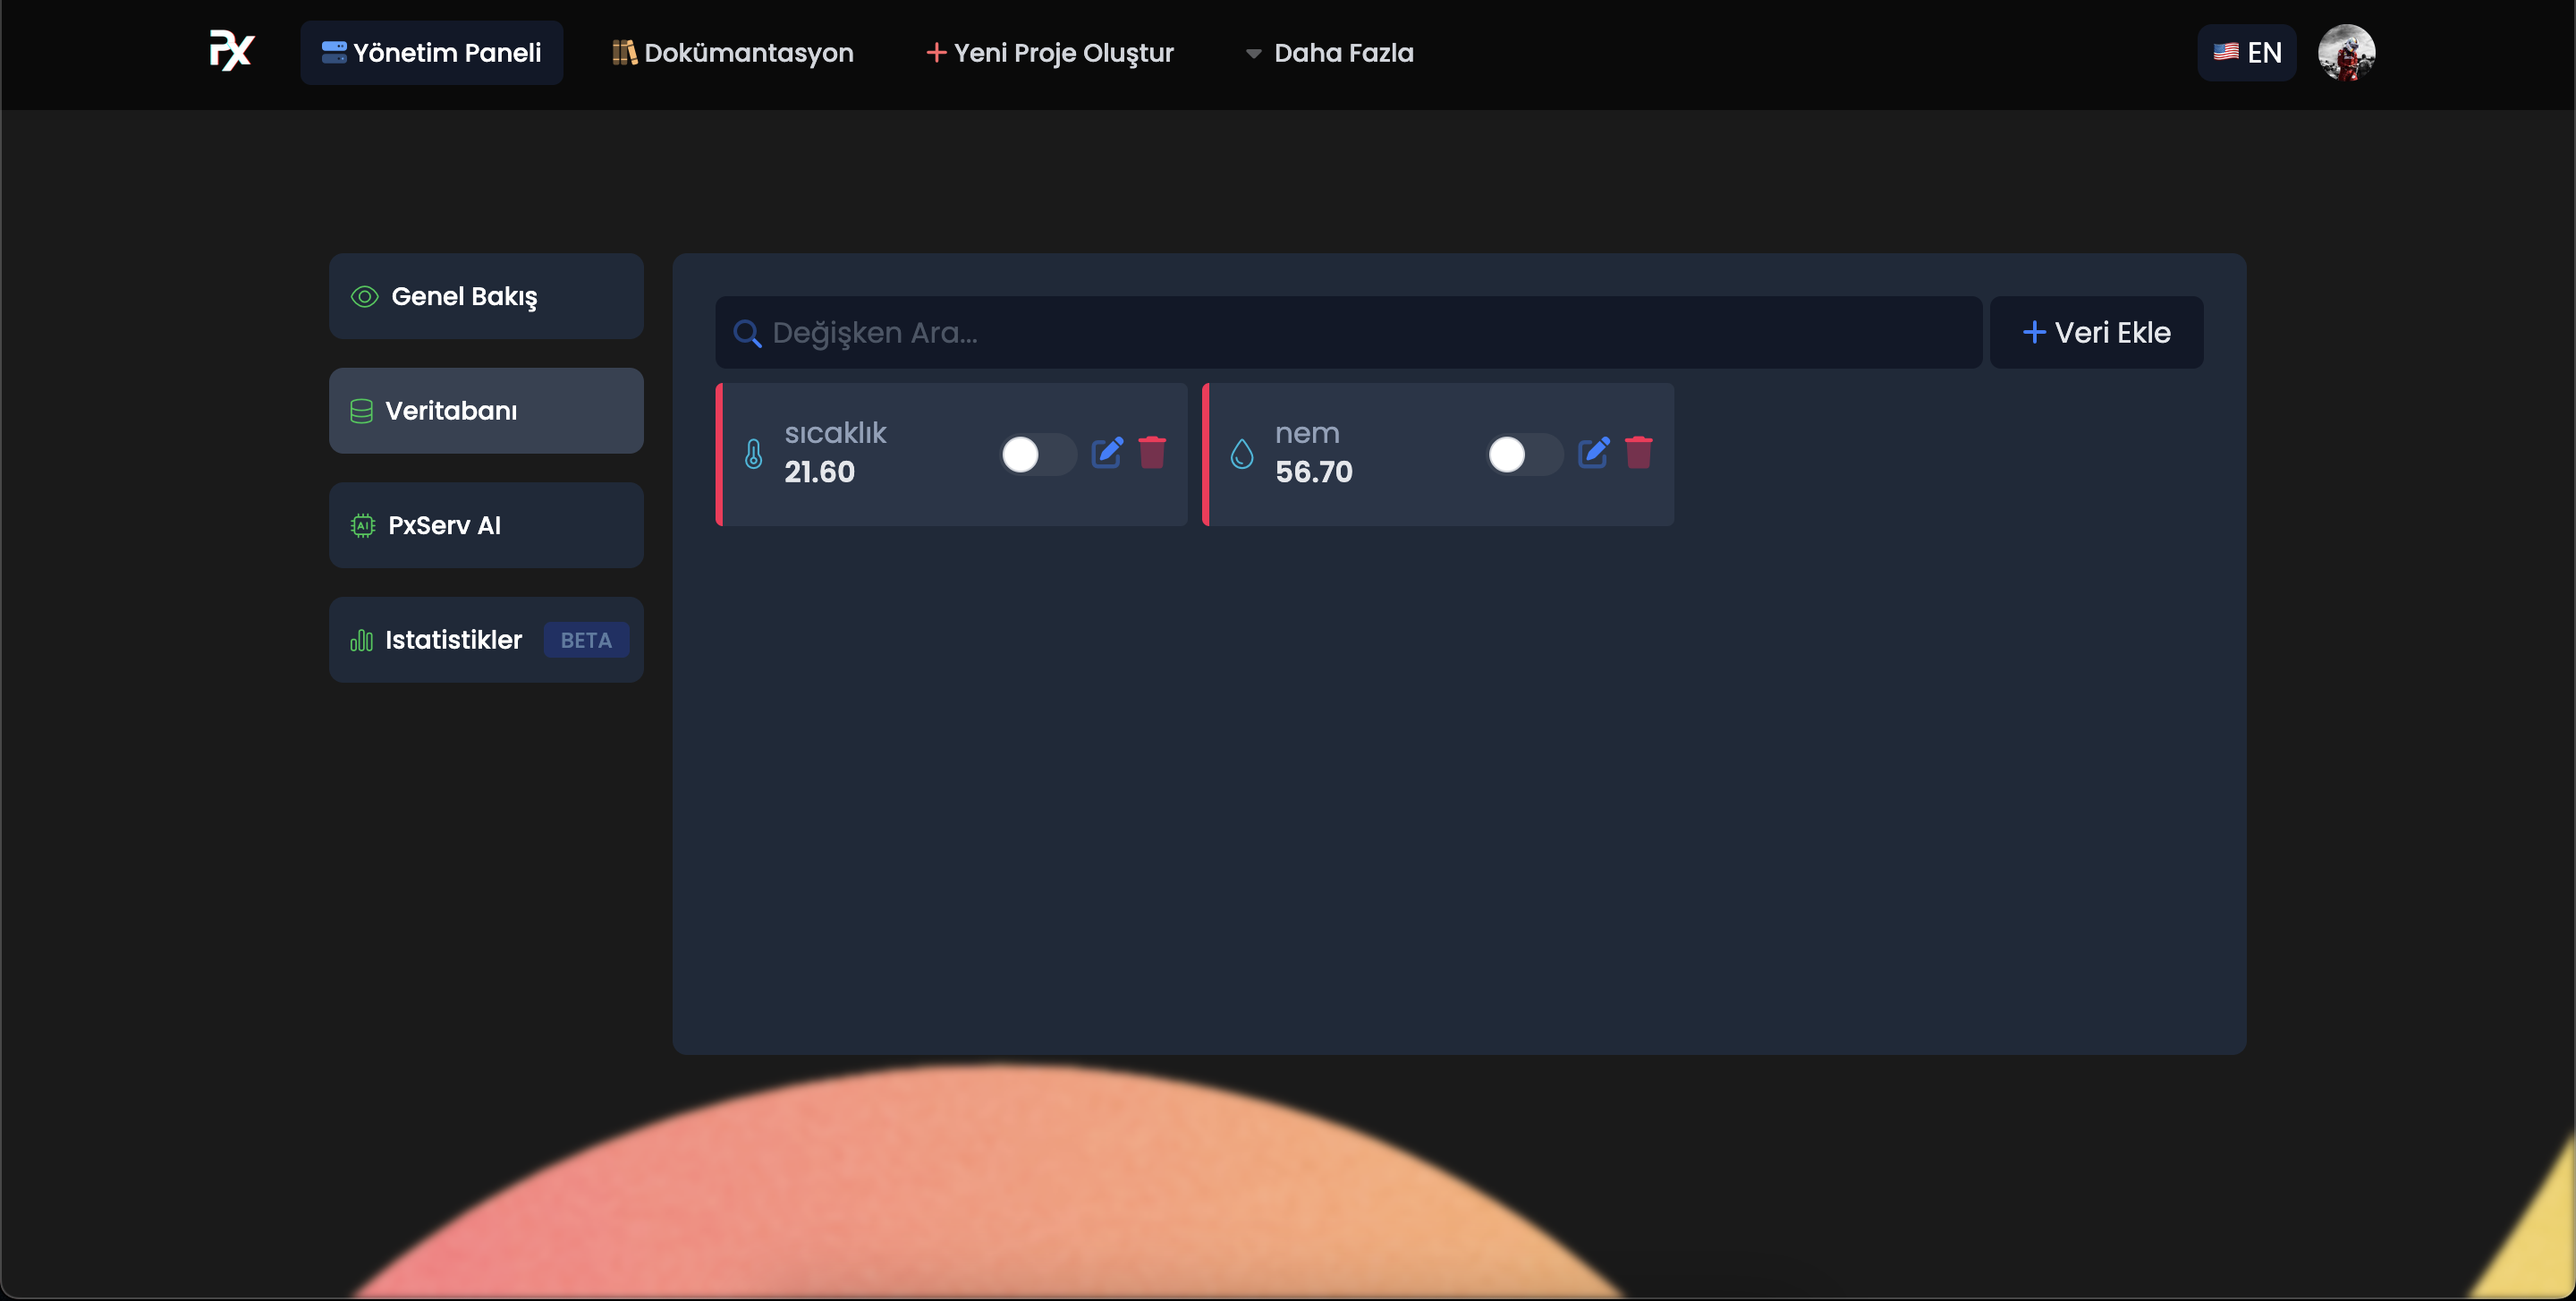 PX
Yönetim Paneli
Dokümantasyon
Yeni Proje Oluştur
Daha Fazla
EN
Genel Bakış
Veritabanı
PxServ AI
Istatistikler BETA
Değişken Ara...
+ Veri Ekle
sıcaklık
21.60
nem
56.70